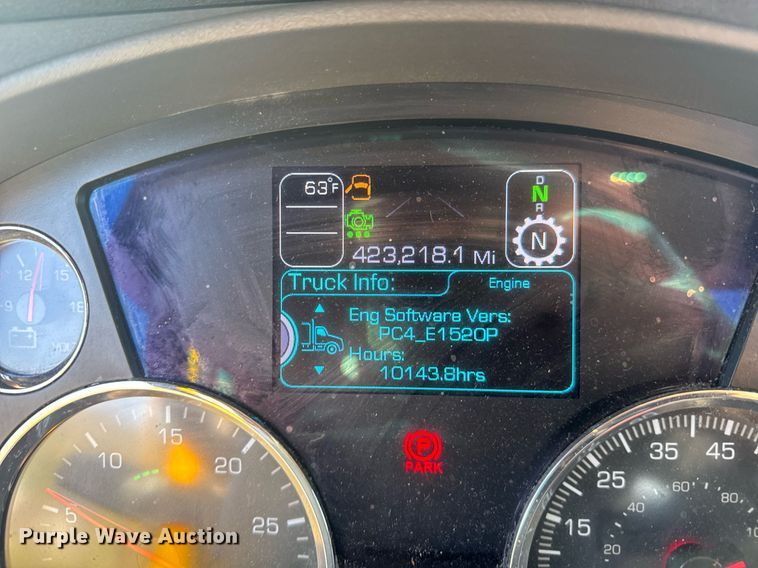 63°F
D
N
R
N
423,218.1 Mi
Truck Info:
Engine
Eng Software Vers:
PC4_E1520P
Hours:
10143.8hrs
9 12 15 18
P
PARK
5 10 15 20 25
15 25 35 45
20 40 60 80 100
Purple Wave Auction